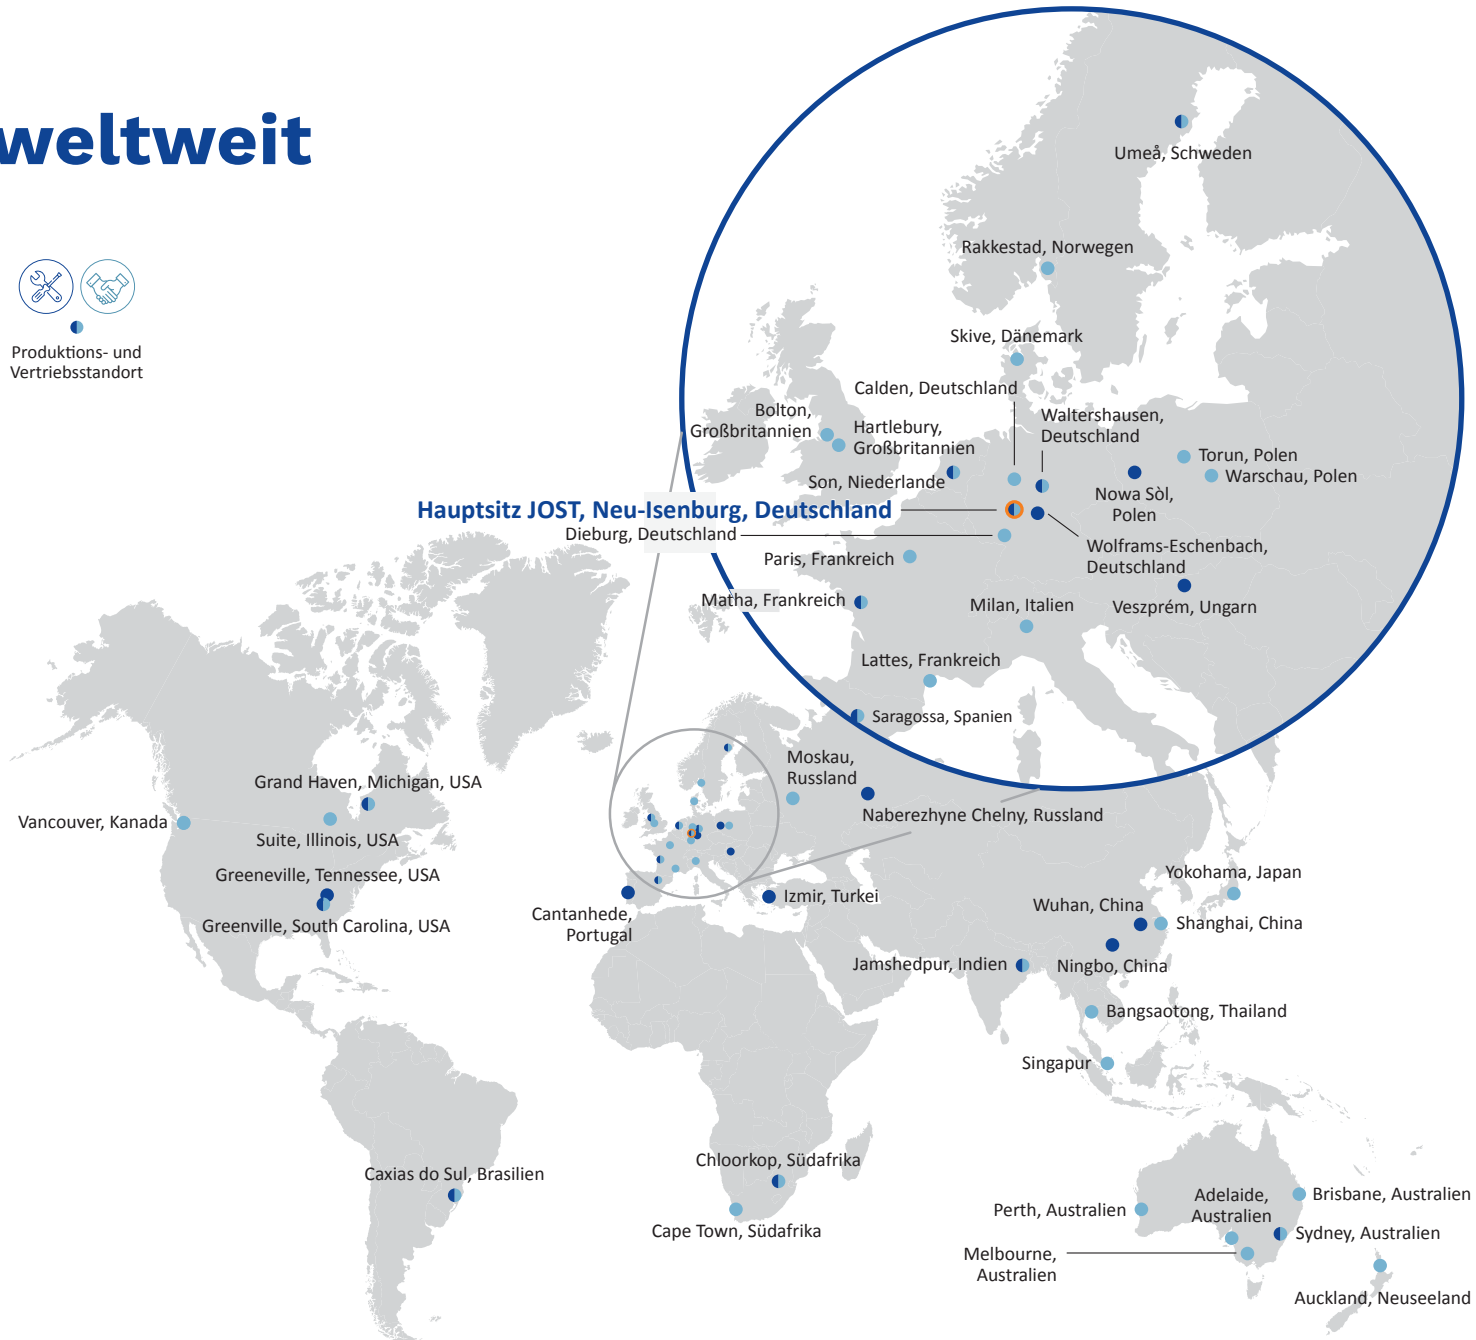 weltweit
Produktions- und
Vertriebsstandort
Umeå, Schweden
Rakkestad, Norwegen
Skive, Dänemark
Calden, Deutschland
Waltershausen,
Deutschland
Bolton,
Großbritannien
Hartlebury,
Großbritannien
Torun, Polen
Warschau, Polen
Son, Niederlande
Nowa Sòl,
Polen
Hauptsitz JOST, Neu-Isenburg, Deutschland
Dieburg, Deutschland
Wolframs-Eschenbach,
Deutschland
Paris, Frankreich
Matha, Frankreich
Milan, Italien
Veszprém, Ungarn
Lattes, Frankreich
Saragossa, Spanien
Moskau,
Russland
Naberezhyne Chelny, Russland
Grand Haven, Michigan, USA
Vancouver, Kanada
Suite, Illinois, USA
Greeneville, Tennessee, USA
Greenville, South Carolina, USA
Cantanhede,
Portugal
Izmir, Turkei
Yokohama, Japan
Wuhan, China
Shanghai, China
Jamshedpur, Indien
Ningbo, China
Bangsaotong, Thailand
Singapur
Caxias do Sul, Brasilien
Chloorkop, Südafrika
Cape Town, Südafrika
Perth, Australien
Adelaide,
Australien
Brisbane, Australien
Sydney, Australien
Melbourne,
Australien
Auckland, Neuseeland